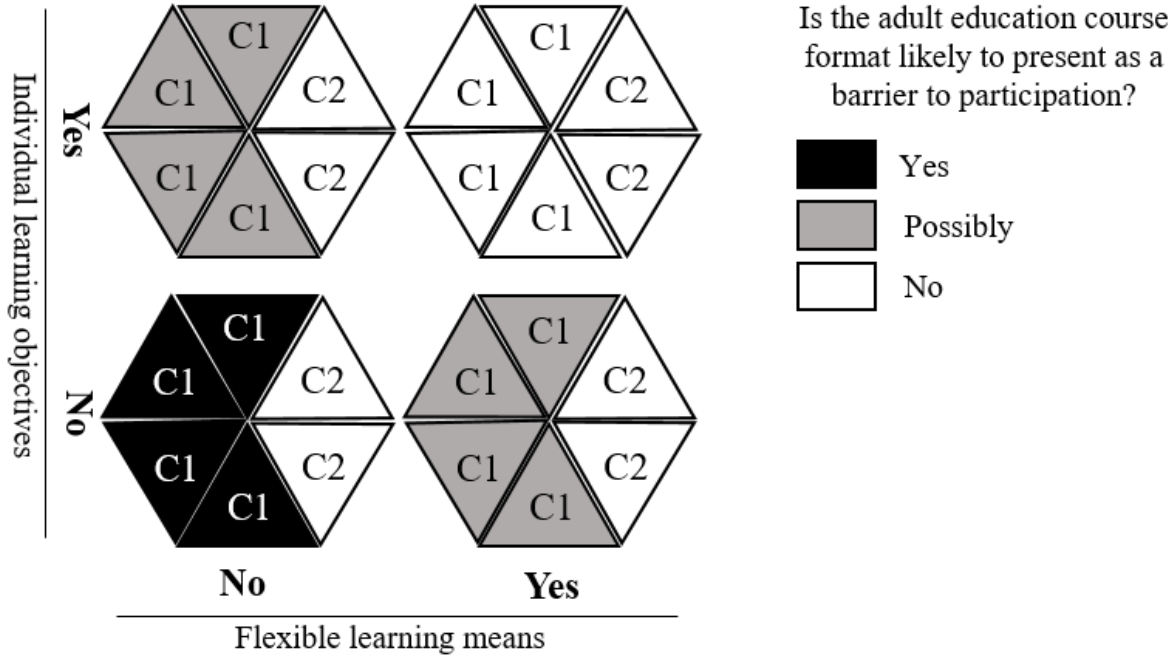 Individual learning objectives
Yes
C1
C1
C2
C1
C1
C2
C1
C1
C2
C1
C1
C2
No
C1
C1
C2
C1
C1
C2
C1
C1
C2
C1
C1
C2
No
Yes
Flexible learning means
Is the adult education course
format likely to present as a
barrier to participation?
Yes
Possibly
No